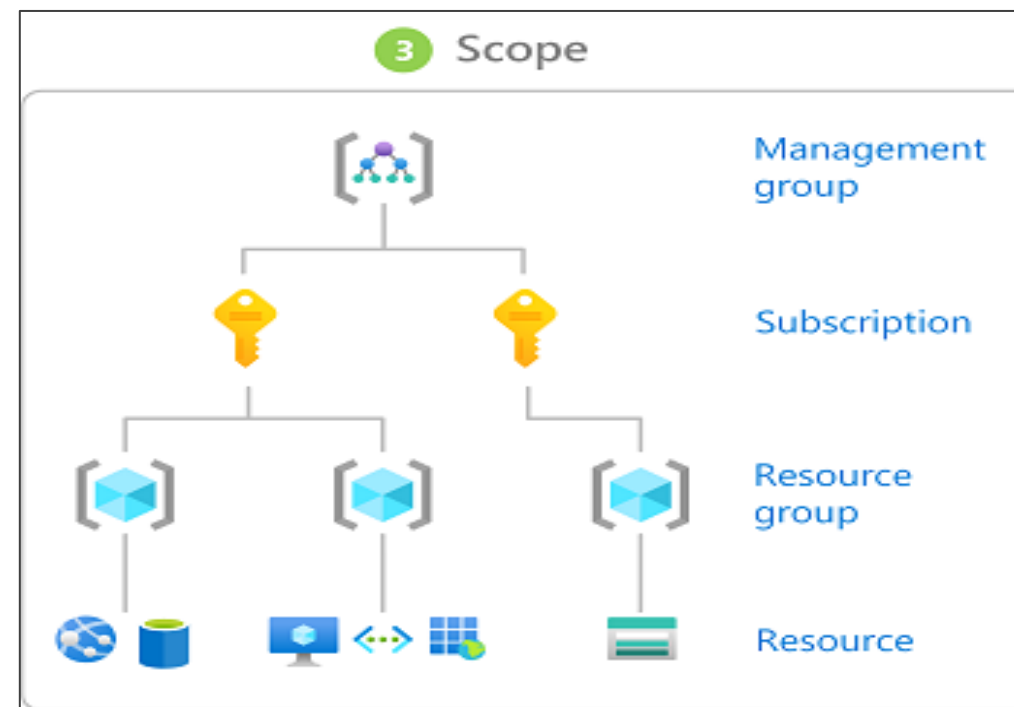 3 Scope
Management
group
Subscription
Resource
group
Resource